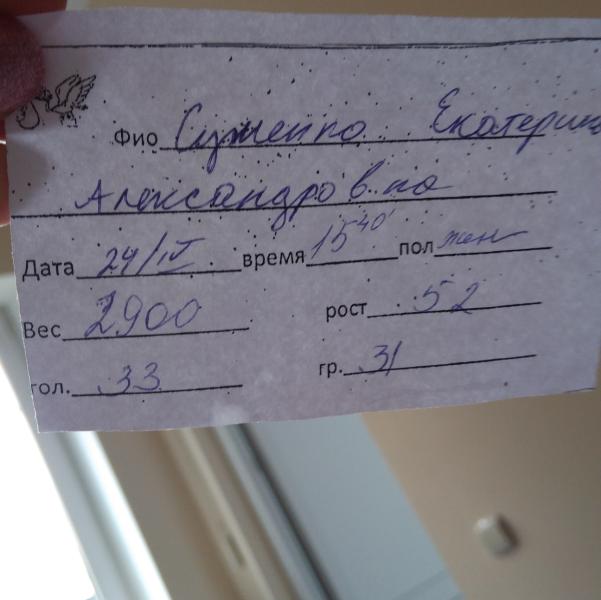 Фио Суменко Екатерина
Александровна
Дата 24/IV время 15 40' пол жен
Вес 2900 рост 52
гол. 33 гр. 31